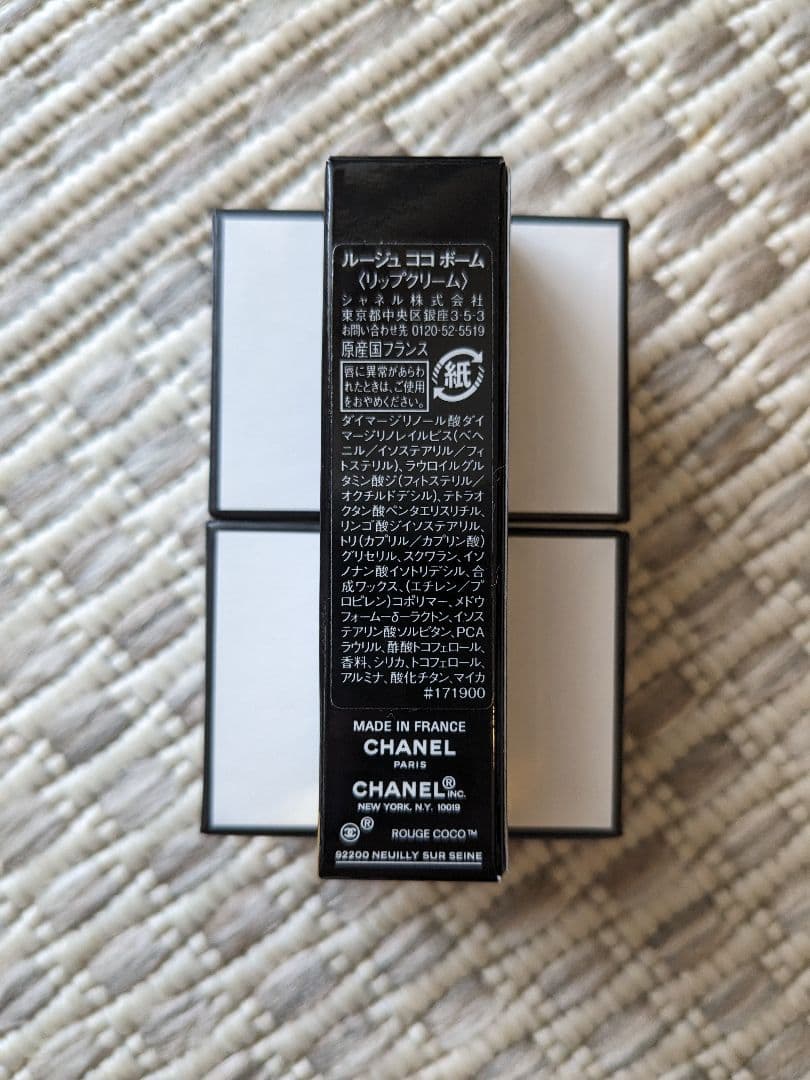 ルージュ ココ ボーム
〈リップクリーム〉
シャネル株式会社
東京都中央区銀座3-5-3
お問い合わせ先 0120-52-5519
原産国フランス
紙
唇に異常があらわ
れたときは、ご使用
をおやめください。
ダイマージリノール酸ダイ
マージリノレイルビス(ベヘ
ニル/イソステアリル/フィ
トステリル)、ラウロイルグル
タミン酸ジ(フィトステリル/
オクチルドデシル)、テトラオ
クタン酸ペンタエリスリチル、
リンゴ酸ジイソステアリル、
トリ(カプリル/カプリン酸)
グリセリル、スクワラン、イソ
ノナン酸イソトリデシル、合
成ワックス、(エチレン/プ
ロピレン)コポリマー、メドウ
フォーム-δ-ラクトン、イソス
テアリン酸ソルビタン、PCA
ラウリル、酢酸トコフェロール、
香料、シリカ、トコフェロール、
アルミナ、酸化チタン、マイカ
#171900
MADE IN FRANCE
CHANEL
PARIS
CHANEL® INC.
NEW YORK, N.Y. 10019
® ROUGE COCO™
92200 NEUILLY SUR SEINE